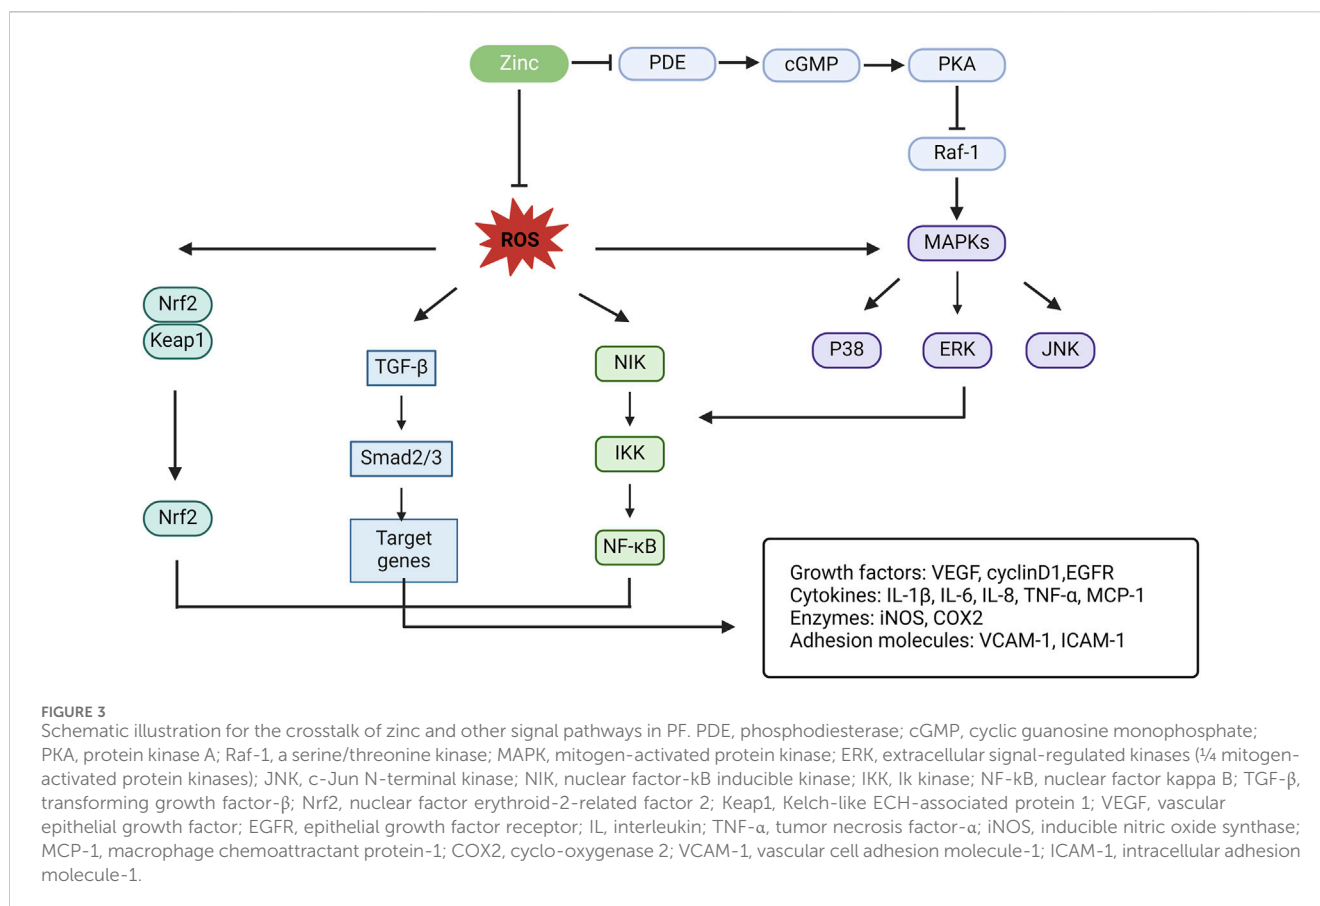 Zinc
PDE
cGMP
PKA
Raf-1
ROS
MAPKs
Nrf2
Keap1
TGF-β
NIK
P38
ERK
JNK
Smad2/3
IKK
Nrf2
Target
genes
NF-κB
Growth factors: VEGF, cyclinD1,EGFR
Cytokines: IL-1β, IL-6, IL-8, TNF-α, MCP-1
Enzymes: iNOS, COX2
Adhesion molecules: VCAM-1, ICAM-1
FIGURE 3
Schematic illustration for the crosstalk of zinc and other signal pathways in PF. PDE, phosphodiesterase; cGMP, cyclic guanosine monophosphate;
PKA, protein kinase A; Raf-1, a serine/threonine kinase; MAPK, mitogen-activated protein kinase; ERK, extracellular signal-regulated kinases (¼ mitogen-
activated protein kinases); JNK, c-Jun N-terminal kinase; NIK, nuclear factor-kB inducible kinase; IKK, Ik kinase; NF-kB, nuclear factor kappa B; TGF-β,
transforming growth factor-β; Nrf2, nuclear factor erythroid-2-related factor 2; Keap1, Kelch-like ECH-associated protein 1; VEGF, vascular
epithelial growth factor; EGFR, epithelial growth factor receptor; IL, interleukin; TNF-α, tumor necrosis factor-α; iNOS, inducible nitric oxide synthase;
MCP-1, macrophage chemoattractant protein-1; COX2, cyclo-oxygenase 2; VCAM-1, vascular cell adhesion molecule-1; ICAM-1, intracellular adhesion
molecule-1.